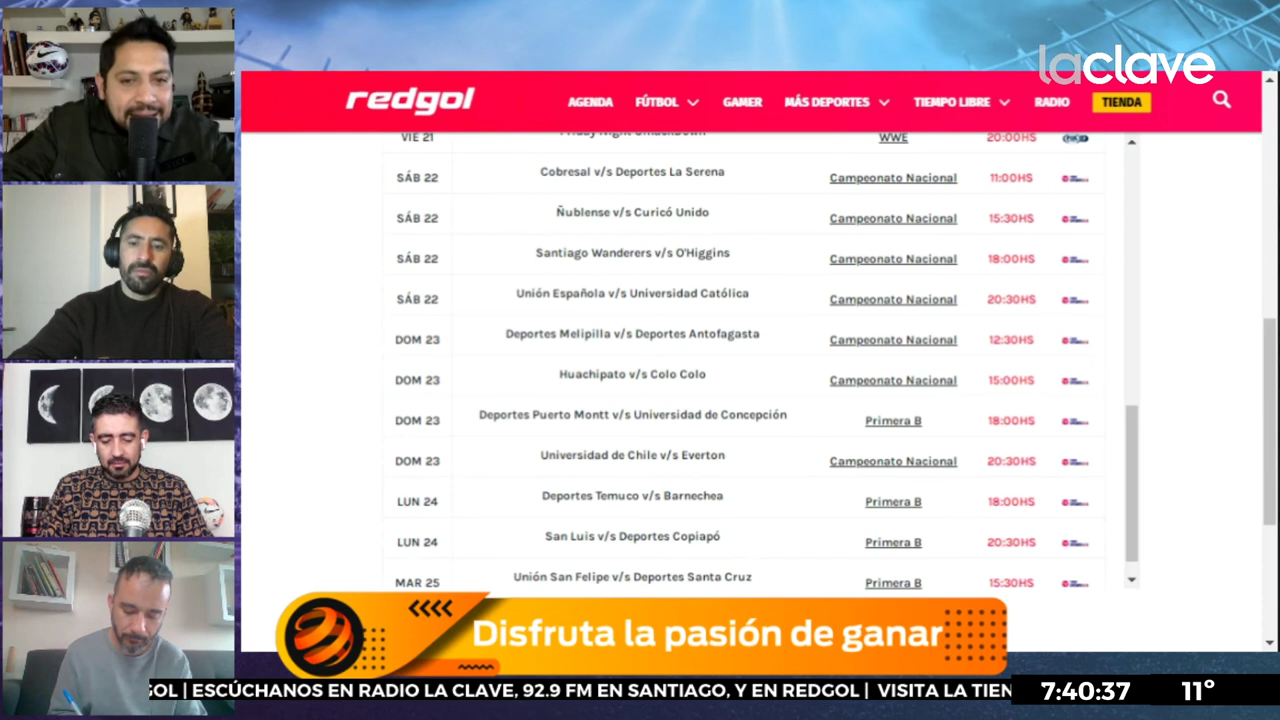 laclave
redgol
AGENDA FÚTBOL GAMER MÁS DEPORTES TIEMPO LIBRE RADIO TIENDA
VIE 21 Friday Night Smackdown WWE 20:00HS
SÁB 22 Cobresal v/s Deportes La Serena Campeonato Nacional 11:00HS
SÁB 22 Ñublense v/s Curicó Unido Campeonato Nacional 15:30HS
SÁB 22 Santiago Wanderers v/s O'Higgins Campeonato Nacional 18:00HS
SÁB 22 Unión Española v/s Universidad Católica Campeonato Nacional 20:30HS
DOM 23 Deportes Melipilla v/s Deportes Antofagasta Campeonato Nacional 12:30HS
DOM 23 Huachipato v/s Colo Colo Campeonato Nacional 15:00HS
DOM 23 Deportes Puerto Montt v/s Universidad de Concepción Primera B 18:00HS
DOM 23 Universidad de Chile v/s Everton Campeonato Nacional 20:30HS
LUN 24 Deportes Temuco v/s Barnechea Primera B 18:00HS
LUN 24 San Luis v/s Deportes Copiapó Primera B 20:30HS
MAR 25 Unión San Felipe v/s Deportes Santa Cruz Primera B 15:30HS
Disfruta la pasión de ganar
GOL | ESCÚCHANOS EN RADIO LA CLAVE, 92.9 FM EN SANTIAGO, Y EN REDGOL | VISITA LA TIEN
7:40:37 11°